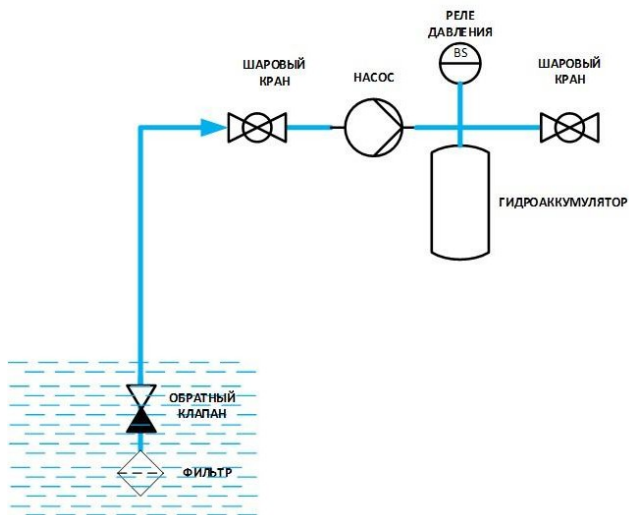 РЕЛЕ
ДАВЛЕНИЯ
BS
ШАРОВЫЙ
КРАН
НАСОС
ШАРОВЫЙ
КРАН
ГИДРОАККУМУЛЯТОР
ОБРАТНЫЙ
КЛАПАН
ФИЛЬТР